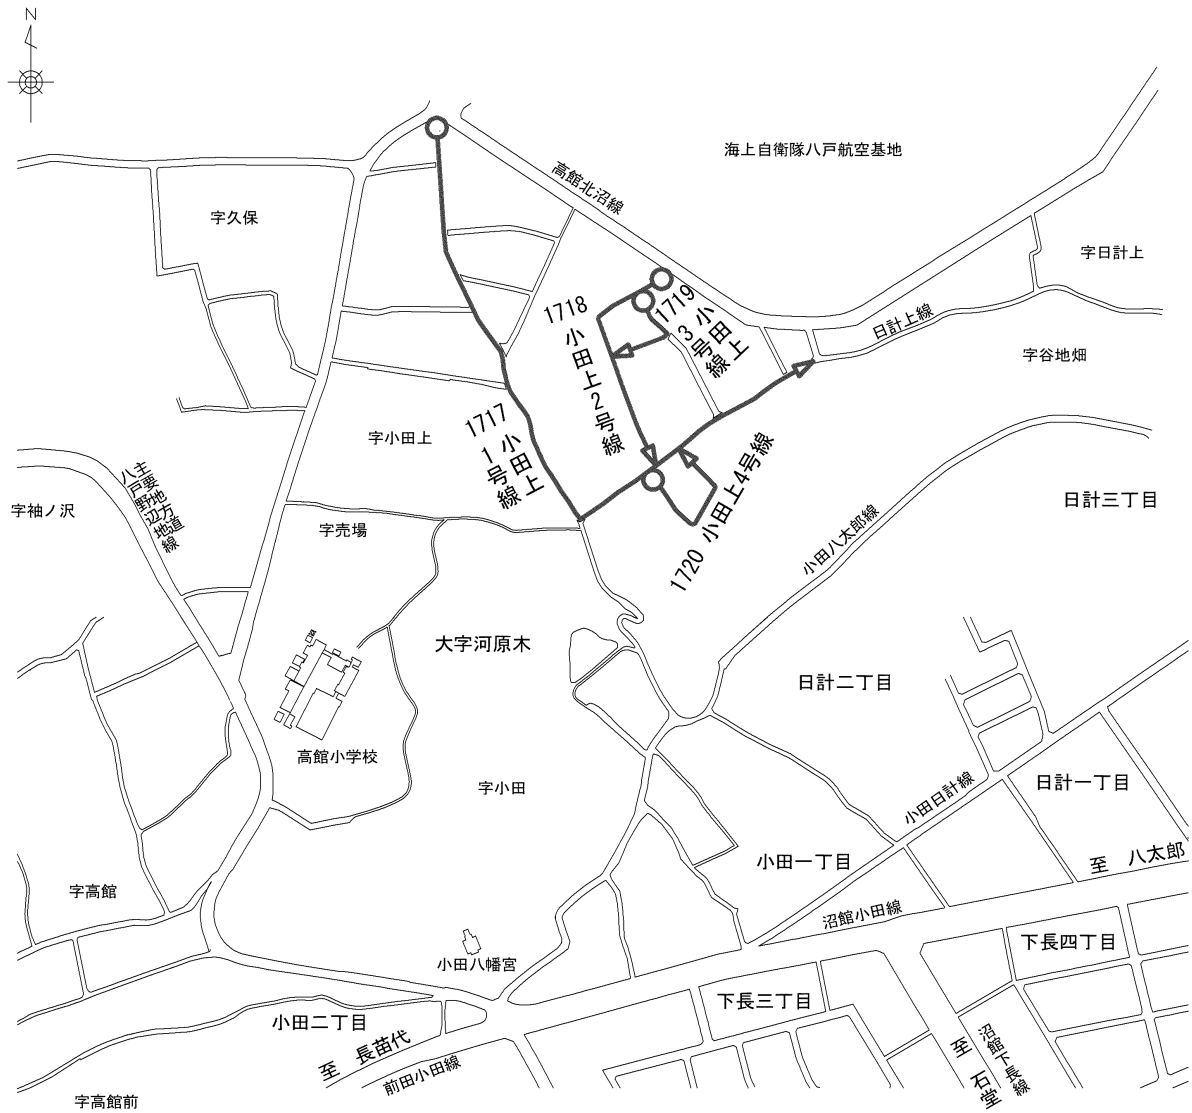 N
海上自衛隊八戸航空基地
高館北沼線
字久保
字日計上
日計上線
字谷地畑
1718 小田上2号線
1719 小田上3号線
1717 小田上1号線
1720 小田上4号線
字小田上
主要地方道
八戸野辺地線
字袖ノ沢
字売場
日計三丁目
小田八太郎線
大字河原木
日計二丁目
高館小学校
字小田
小田日計線
日計一丁目
小田一丁目
至 八太郎
字高館
沼館小田線
下長四丁目
小田八幡宮
下長三丁目
小田二丁目
至 長苗代
前田小田線
至 石堂
沼館下長線
字高館前